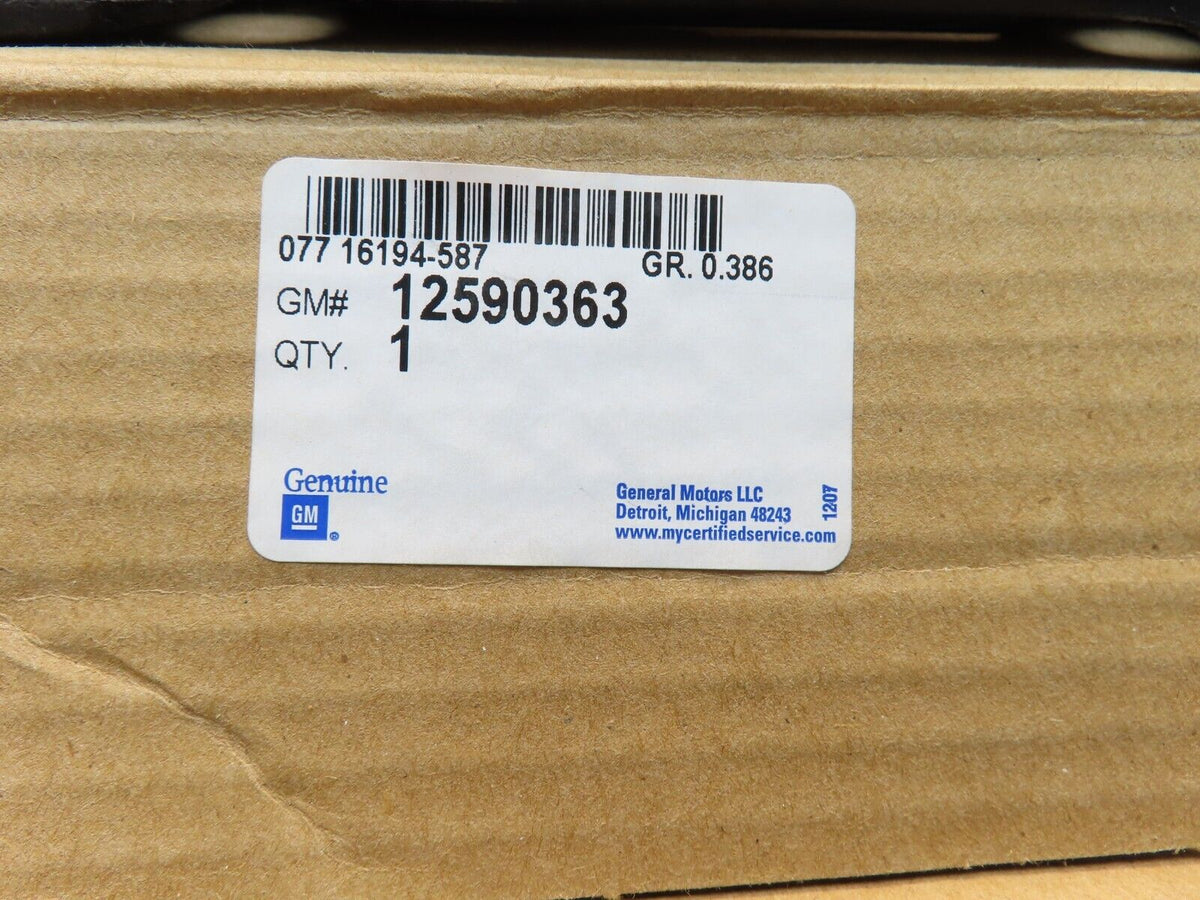 077 16194-587
GR. 0.386
GM# 12590363
QTY. 1
Genuine
GM ®
General Motors LLC
Detroit, Michigan 48243
www.mycertifiedservice.com
1207